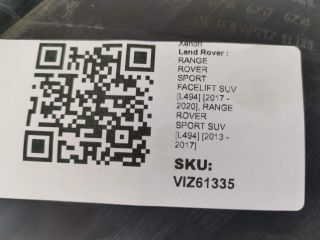 Xenon
Land Rover :
RANGE
ROVER
SPORT
FACELIFT SUV
[L494] [2017 -
2020], RANGE
ROVER
SPORT SUV
[L494] [2013 -
2017]
SKU:
VIZ61335